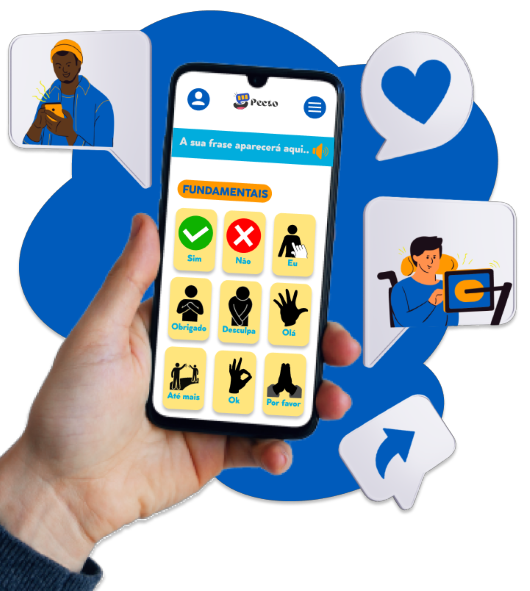 Peezo
A sua frase aparecerá aqui..
FUNDAMENTAIS
Sim
Não
Eu
Obrigado
Desculpa
Olá
Até mais
Ok
Por favor